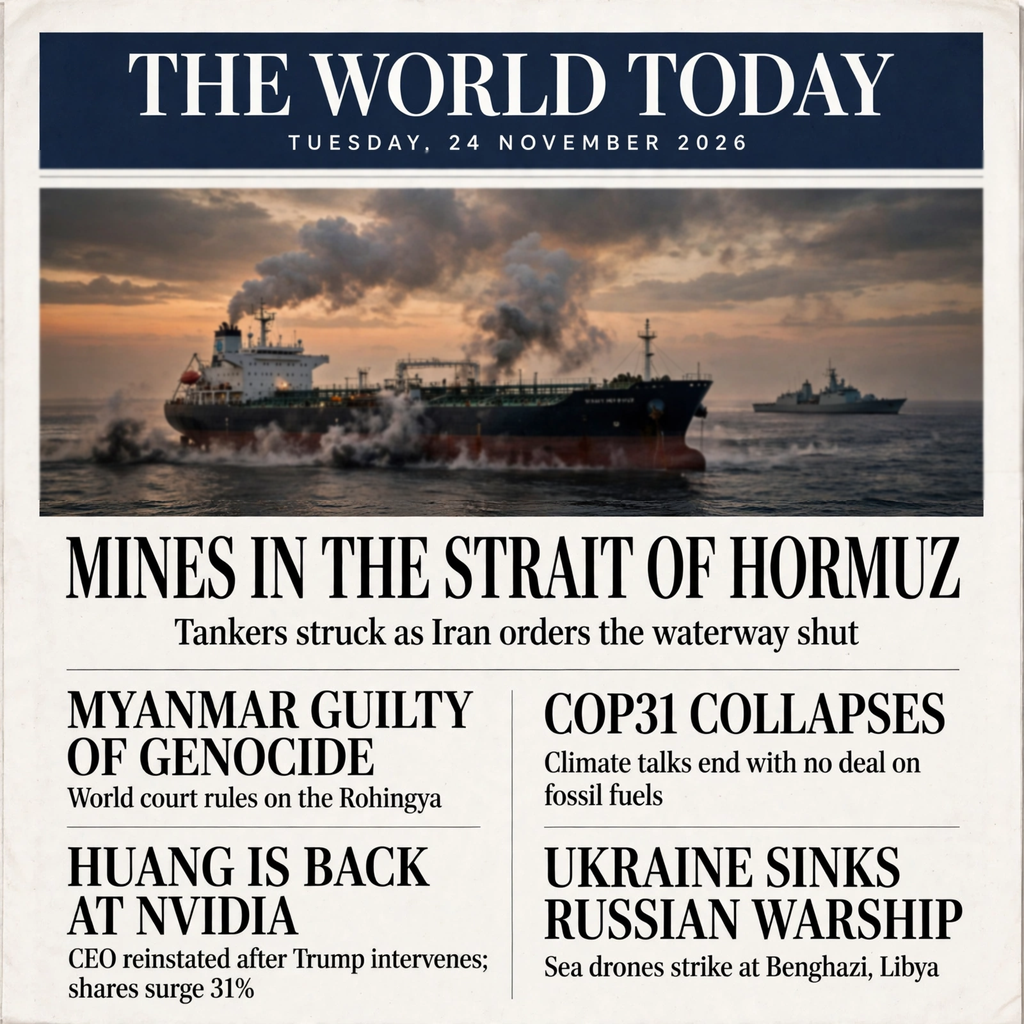 THE WORLD TODAY
TUESDAY, 24 NOVEMBER 2026
MINES IN THE STRAIT OF HORMUZ
Tankers struck as Iran orders the waterway shut
MYANMAR GUILTY
OF GENOCIDE
World court rules on the Rohingya
COP31 COLLAPSES
Climate talks end with no deal on
fossil fuels
HUANG IS BACK
AT NVIDIA
CEO reinstated after Trump intervenes;
shares surge 31%
UKRAINE SINKS
RUSSIAN WARSHIP
Sea drones strike at Benghazi, Libya